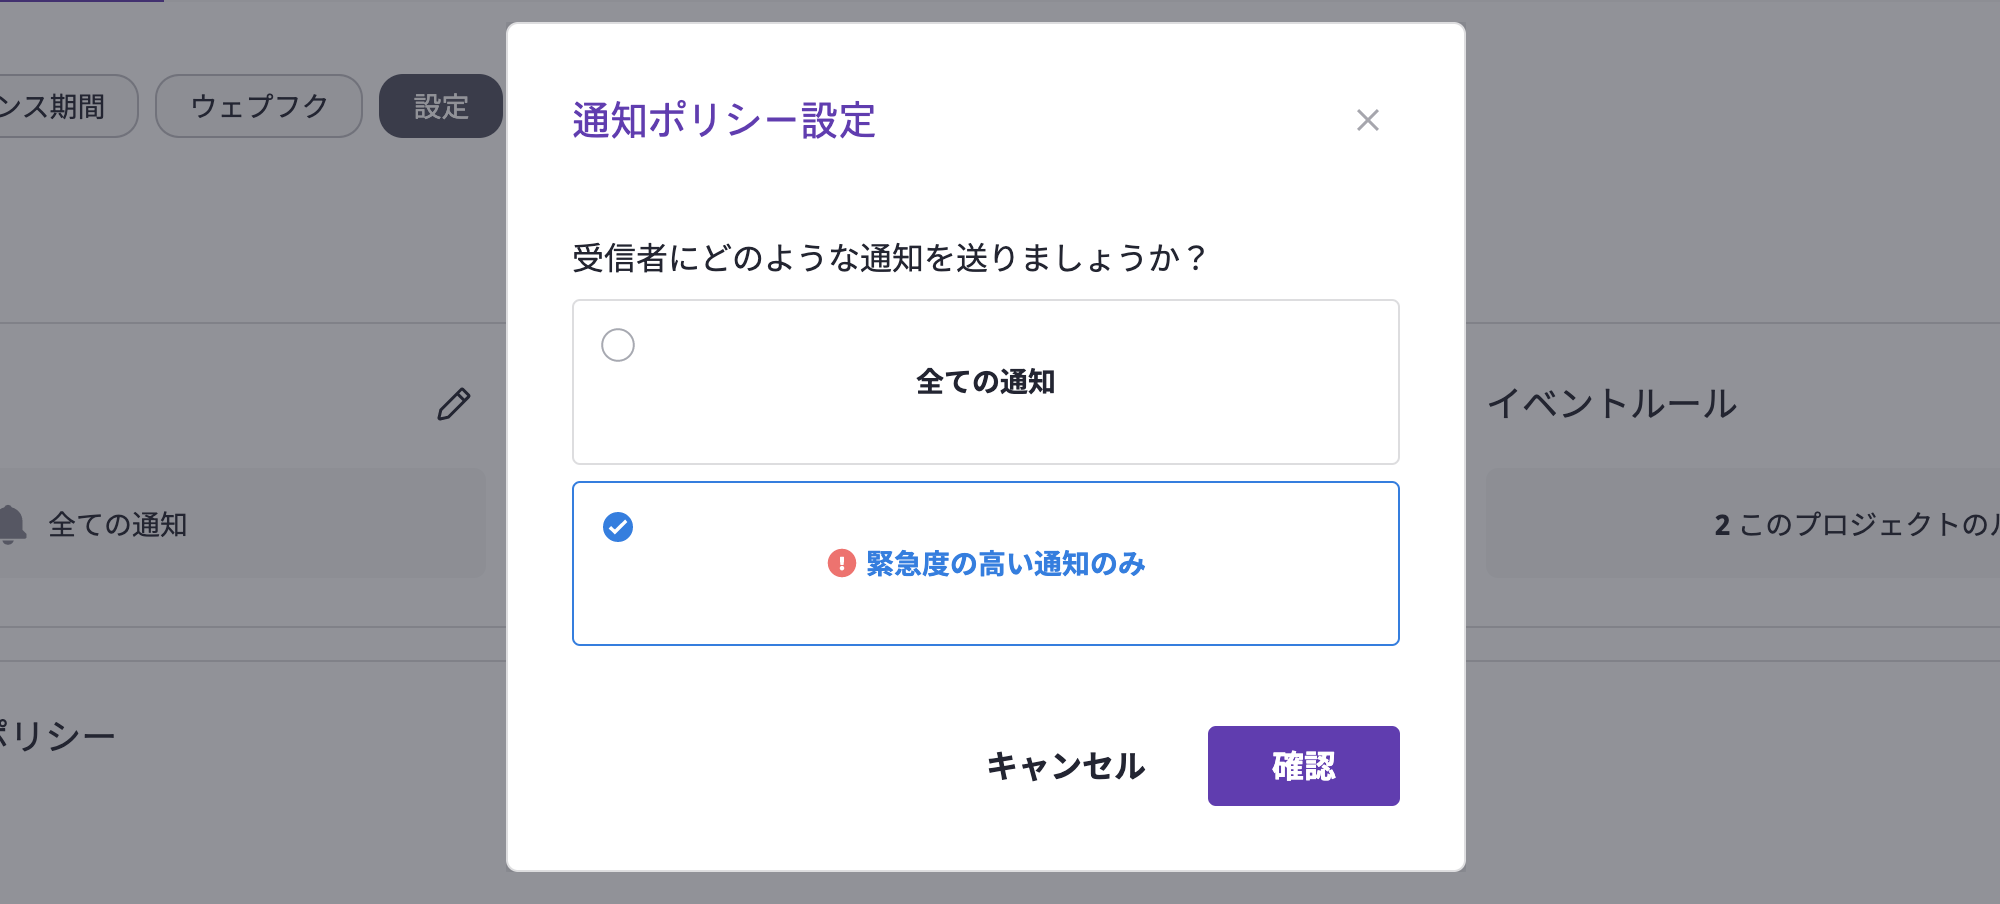 ンス期間
ウェブフク
設定
通知ポリシー設定
受信者にどのような通知を送りましょうか？
全ての通知
緊急度の高い通知のみ
キャンセル
確認
全ての通知
イベントルール
2 このプロジェクトの
ポリシー